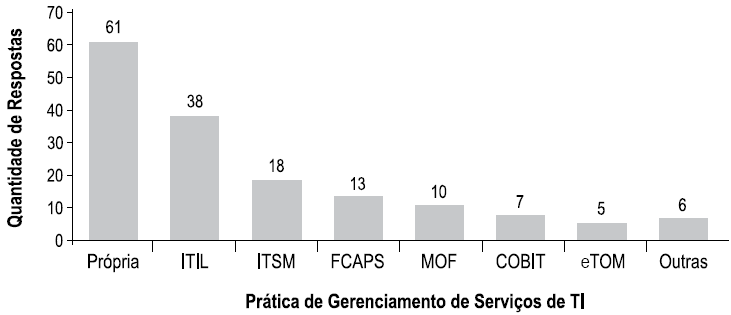 Quantidade de Respostas
70
60
50
40
30
20
10
0
61
38
18
13
10
7
5
6
Própria
ITIL
ITSM
FCAPS
MOF
COBIT
eTOM
Outras
Prática de Gerenciamento de Serviços de TI